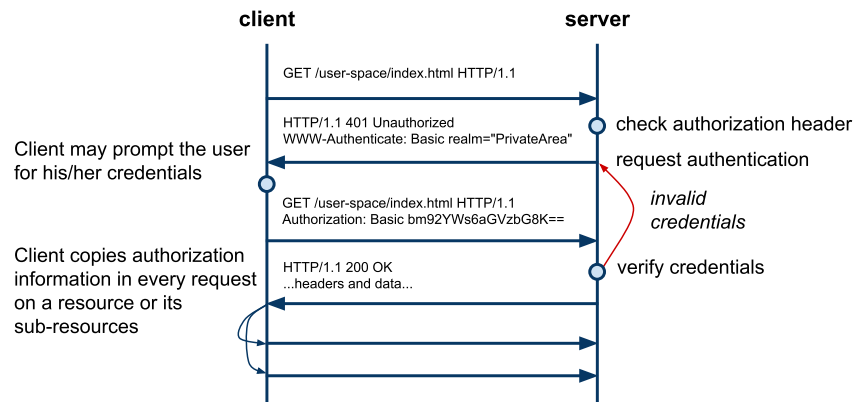 client
server
GET /user-space/index.html HTTP/1.1
HTTP/1.1 401 Unauthorized
WWW-Authenticate: Basic realm="PrivateArea"
check authorization header
request authentication
Client may prompt the user
for his/her credentials
invalid
credentials
GET /user-space/index.html HTTP/1.1
Authorization: Basic bm92YWs6aGVzbG8K==
Client copies authorization
information in every request
on a resource or its
sub-resources
HTTP/1.1 200 OK
...headers and data...
verify credentials